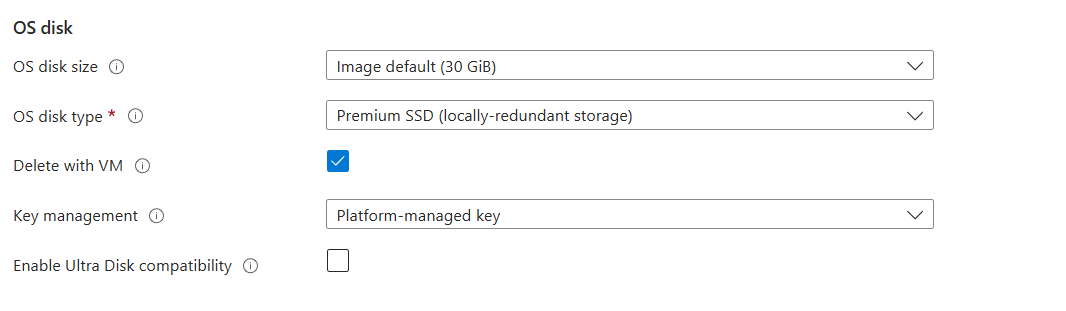 OS disk
OS disk size
Image default (30 GiB)
OS disk type *
Premium SSD (locally-redundant storage)
Delete with VM
Key management
Platform-managed key
Enable Ultra Disk compatibility